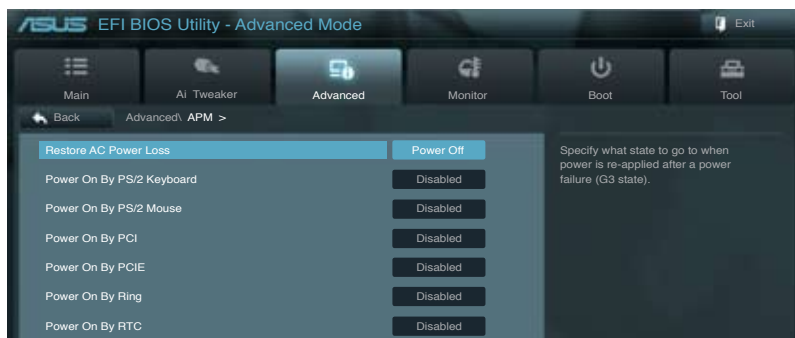 ASUS EFI BIOS Utility - Advanced Mode
Exit
Main
Ai Tweaker
Advanced
Monitor
Boot
Tool
Back
Advanced\ APM >
Restore AC Power Loss
Power Off
Power On By PS/2 Keyboard
Disabled
Power On By PS/2 Mouse
Disabled
Power On By PCI
Disabled
Power On By PCIE
Disabled
Power On By Ring
Disabled
Power On By RTC
Disabled
Specify what state to go to when
power is re-applied after a power
failure (G3 state).